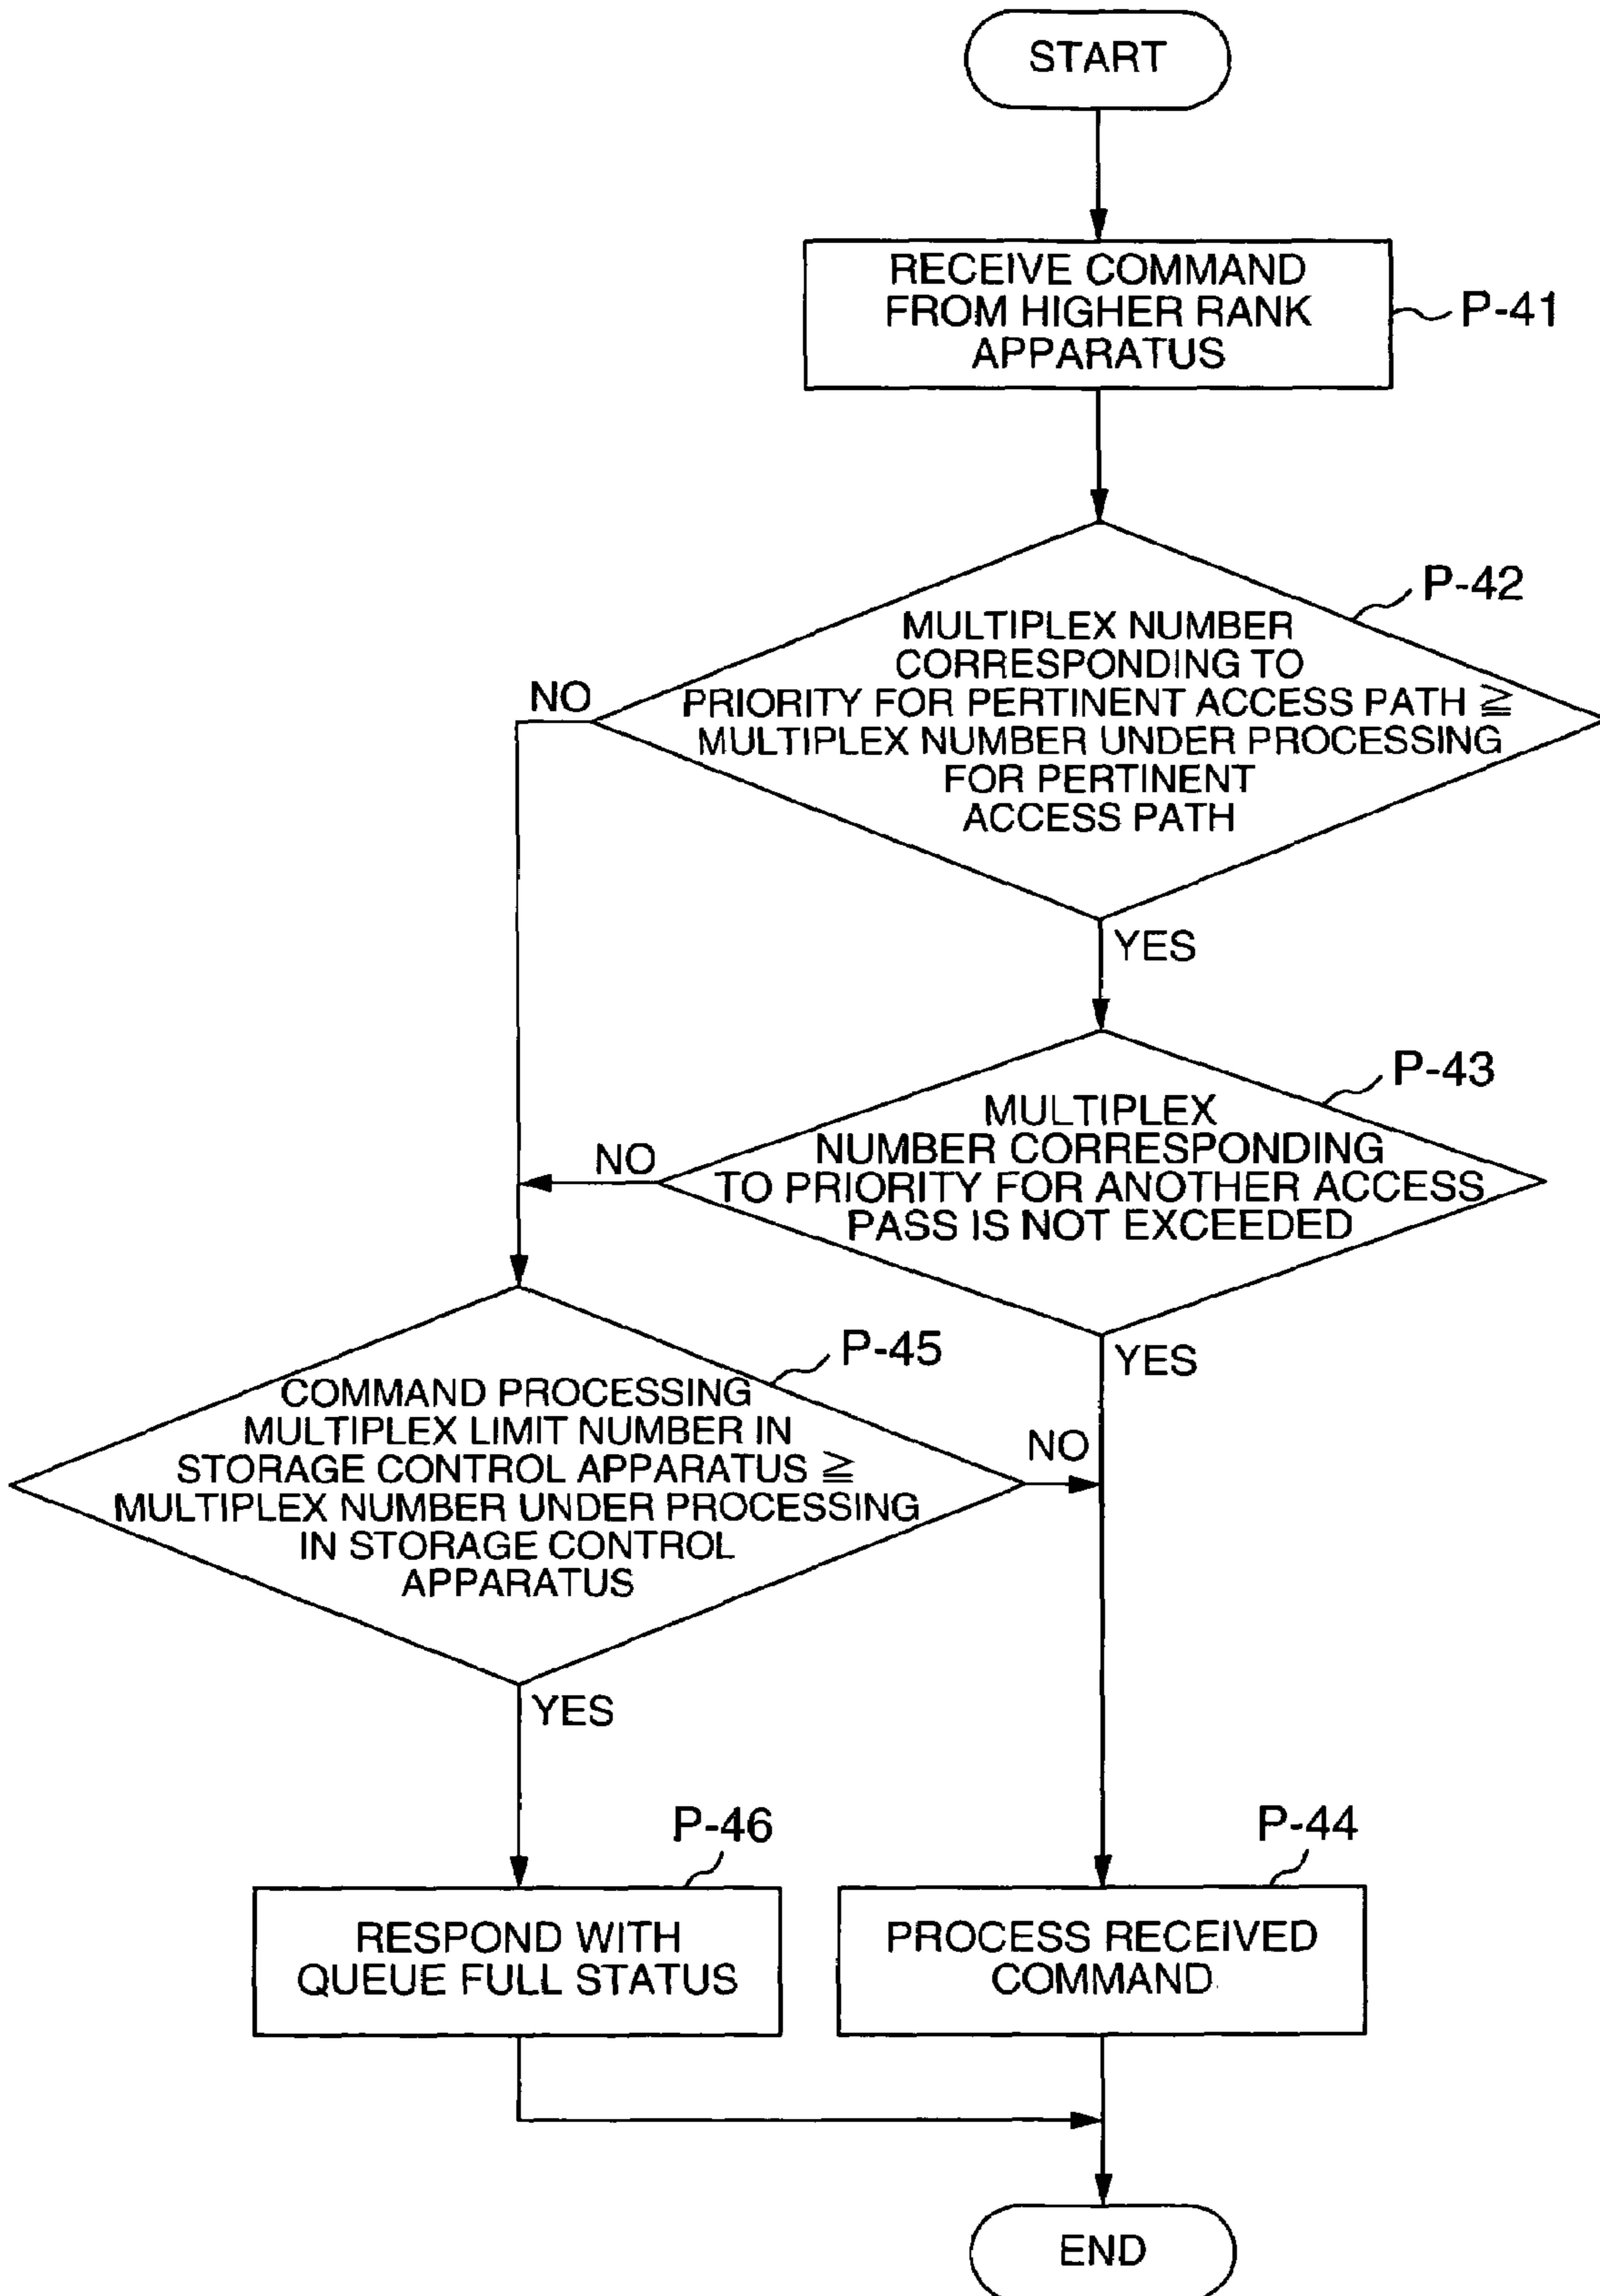 START
RECEIVE COMMAND
FROM HIGHER RANK
APPARATUS
P-41
P-42
MULTIPLEX NUMBER
CORRESPONDING TO
PRIORITY FOR PERTINENT ACCESS PATH ≧
MULTIPLEX NUMBER UNDER PROCESSING
FOR PERTINENT
ACCESS PATH
NO
YES
P-43
MULTIPLEX
NUMBER CORRESPONDING
TO PRIORITY FOR ANOTHER ACCESS
PASS IS NOT EXCEEDED
NO
YES
P-45
COMMAND PROCESSING
MULTIPLEX LIMIT NUMBER IN
STORAGE CONTROL APPARATUS ≧
MULTIPLEX NUMBER UNDER PROCESSING
IN STORAGE CONTROL
APPARATUS
NO
YES
P-46
RESPOND WITH
QUEUE FULL STATUS
P-44
PROCESS RECEIVED
COMMAND
END